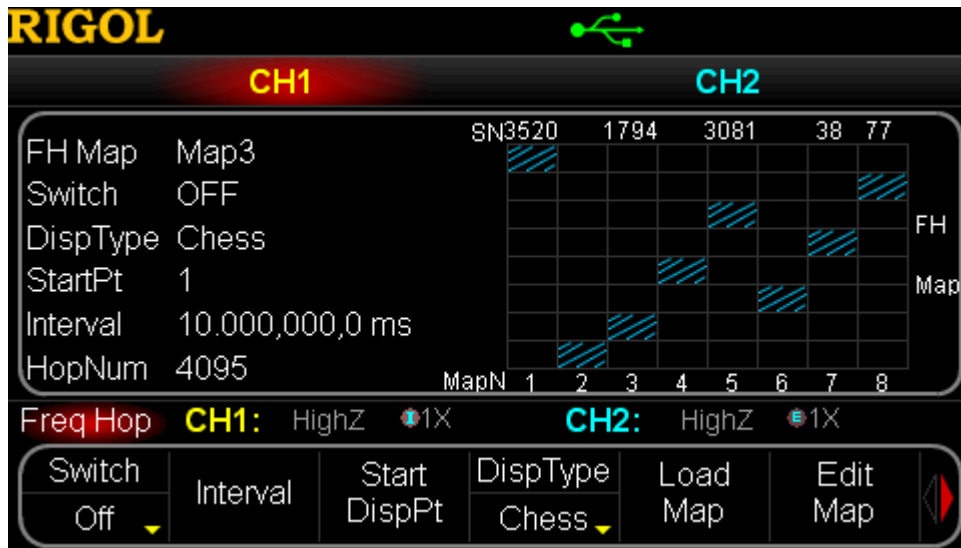 RIGOL
CH1 CH2
SN 3520 1794 3081 38 77
FH Map Map3
Switch OFF
DispType Chess
FH
StartPt 1
Map
Interval 10.000,000,0 ms
HopNum 4095
MapN 1 2 3 4 5 6 7 8
Freq Hop CH1: HighZ I 1X CH2: HighZ E 1X
Switch Interval Start DispPt DispType Load Map Edit Map
Off Chess